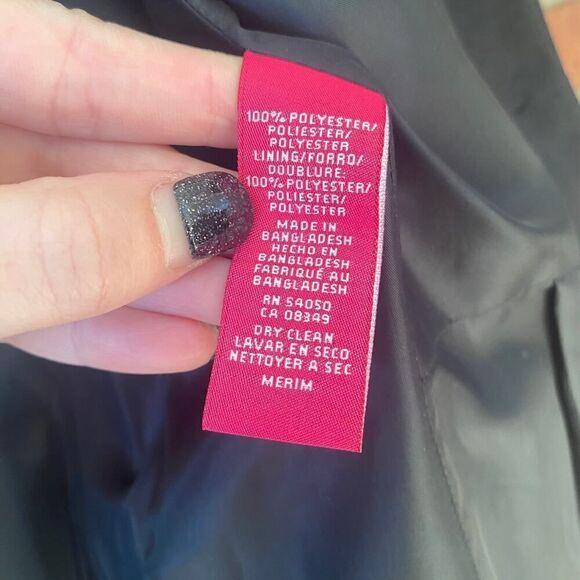 100% POLYESTER/
POLIESTER/
POLYESTER
LINING/FORRO/
DOUBLURE:
100% POLYESTER/
POLIESTER/
POLYESTER
MADE IN
BANGLADESH
HECHO EN
BANGLADESH
FABRIQUÉ AU
BANGLADESH
RN 54050
CA 08349
DRY CLEAN
LAVAR EN SECO
NETTOYER A SEC
MERIM